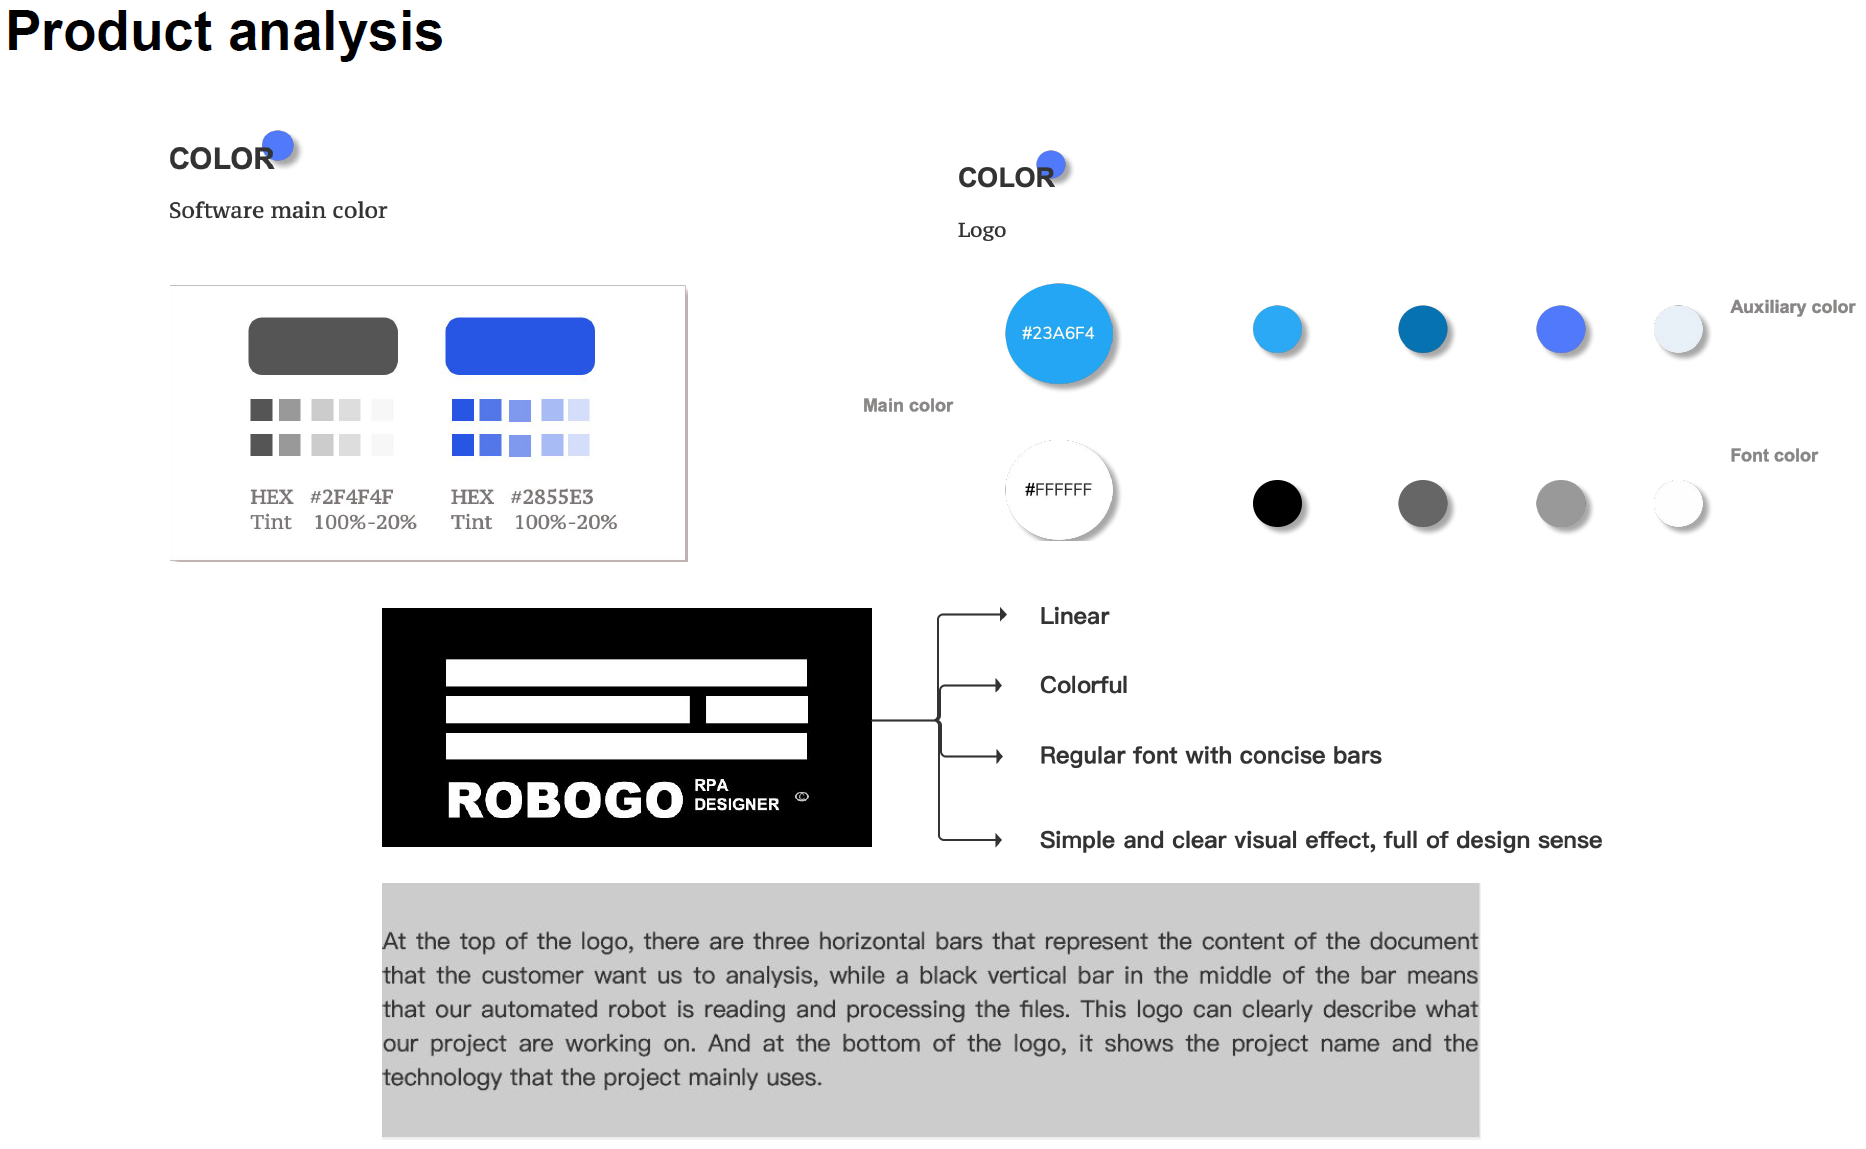 Product analysis
COLOR
Software main color
HEX #2F4F4F
Tint 100%-20%
HEX #2855E3
Tint 100%-20%
COLOR
Logo
#23A6F4
Auxiliary color
Main color
#FFFFFF
Font color
ROBOGO
RPA
DESIGNER ©
Linear
Colorful
Regular font with concise bars
Simple and clear visual effect, full of design sense
At the top of the logo, there are three horizontal bars that represent the content of the document
that the customer want us to analysis, while a black vertical bar in the middle of the bar means
that our automated robot is reading and processing the files. This logo can clearly describe what
our project are working on. And at the bottom of the logo, it shows the project name and the
technology that the project mainly uses.